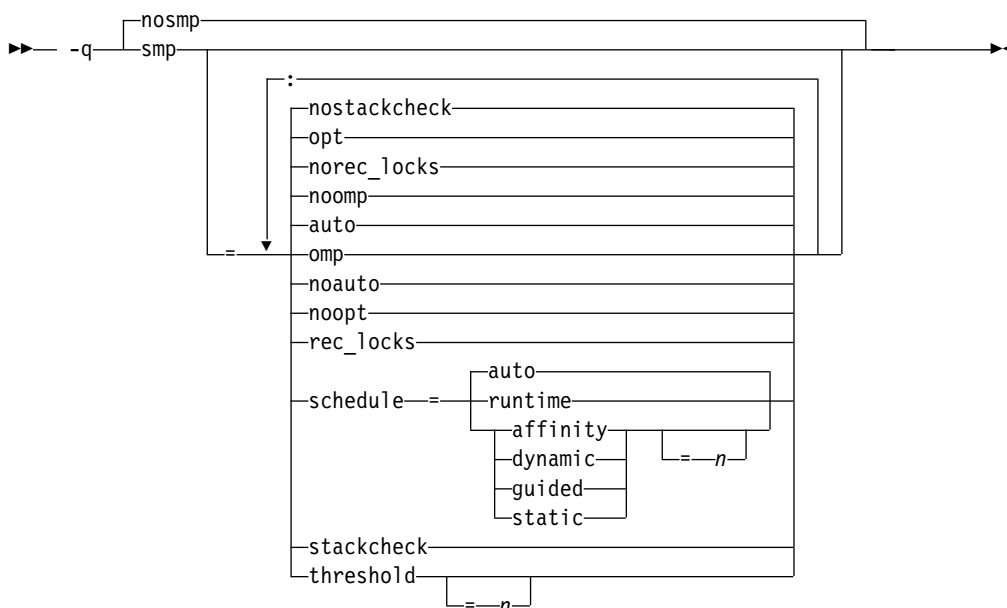 nosmp
-q smp
:
nostackcheck
opt
norec_locks
noomp
auto
= omp
noauto
noopt
rec_locks
auto
schedule = runtime
affinity
= n
dynamic
guided
static
stackcheck
threshold
= n